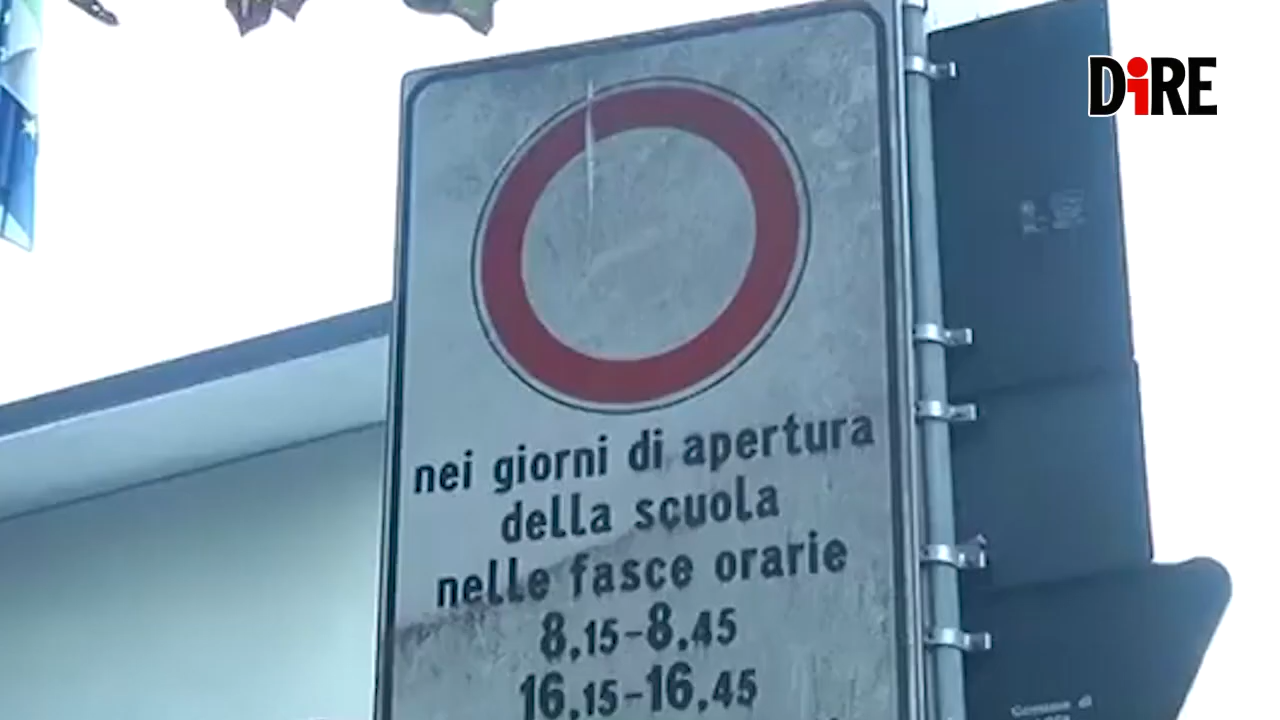 DiRE
nei giorni di apertura
della scuola
nelle fasce orarie
8.15-8.45
16.15-16.45